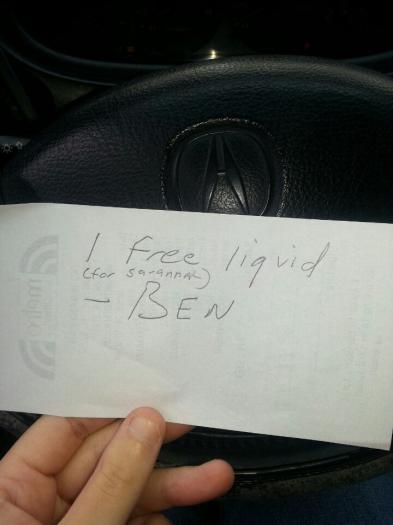 1 free liquid
(for savannah)
- BEN